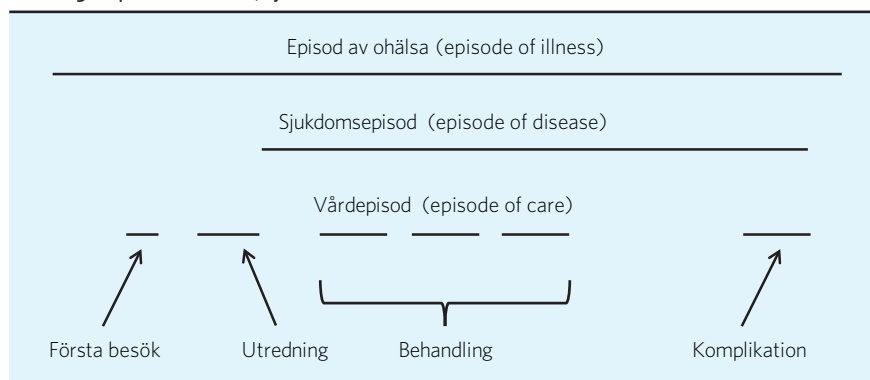 Episod av ohälsa (episode of illness)
Sjukdomsepisod (episode of disease)
Vårdepisod (episode of care)
Första besök
Utredning
Behandling
Komplikation